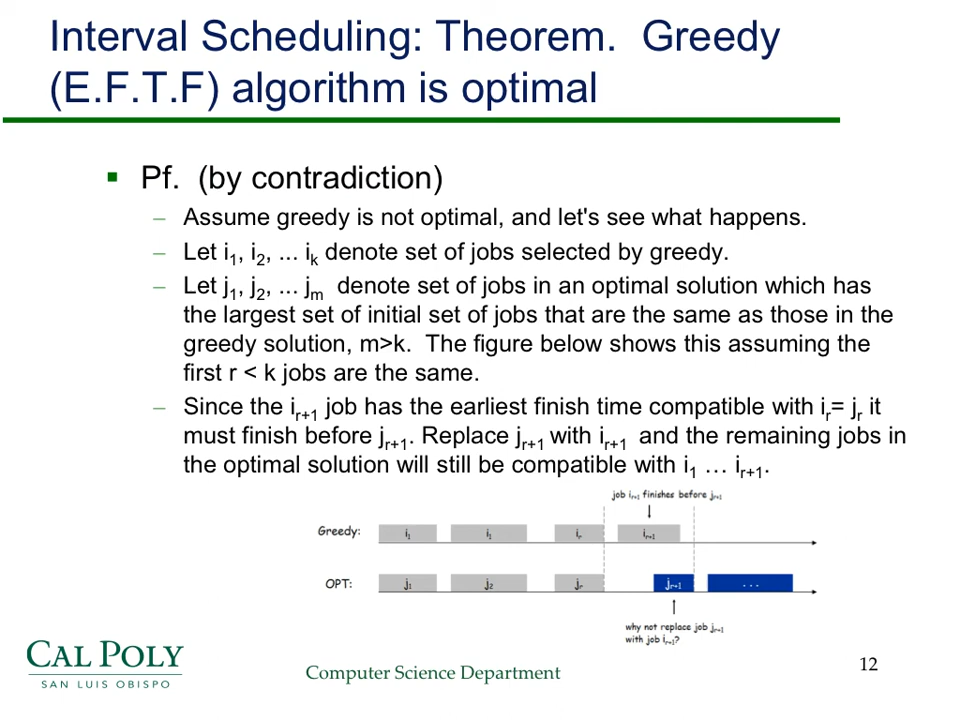 Interval Scheduling: Theorem.  Greedy
(E.F.T.F) algorithm is optimal
▪ Pf.  (by contradiction)
– Assume greedy is not optimal, and let's see what happens.
– Let i1, i2, ... ik denote set of jobs selected by greedy.
– Let j1, j2, ... jm  denote set of jobs in an optimal solution which has
the largest set of initial set of jobs that are the same as those in the
greedy solution, m>k.  The figure below shows this assuming the
first r < k jobs are the same.
– Since the ir+1 job has the earliest finish time compatible with ir= jr it
must finish before jr+1. Replace jr+1 with ir+1  and the remaining jobs in
the optimal solution will still be compatible with i1 … ir+1.
job ir+1 finishes before jr+1
Greedy: i1 i1 ir ir+1
OPT: j1 j2 jr jr+1 . . .
why not replace job jr+1
with job ir+1?
CAL POLY
SAN LUIS OBISPO
Computer Science Department
12